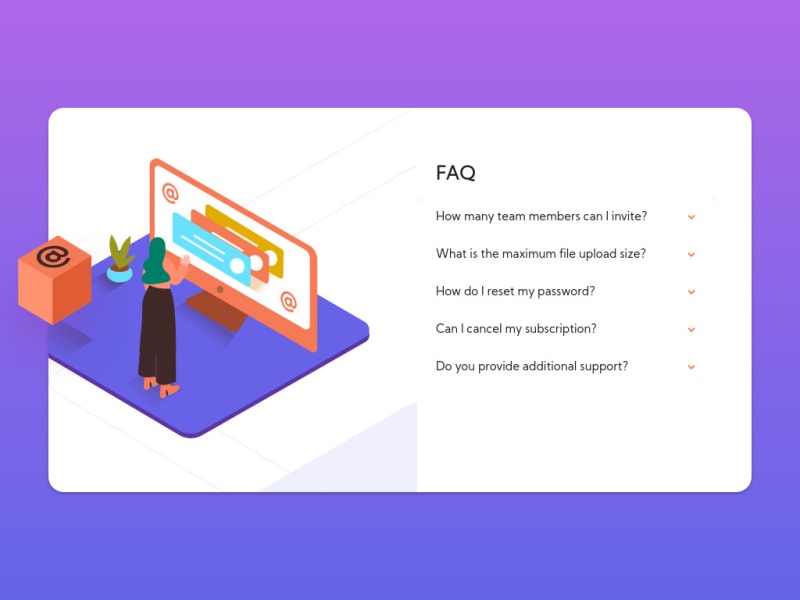 FAQ
How many team members can I invite?
What is the maximum file upload size?
How do I reset my password?
Can I cancel my subscription?
Do you provide additional support?
@
@
@